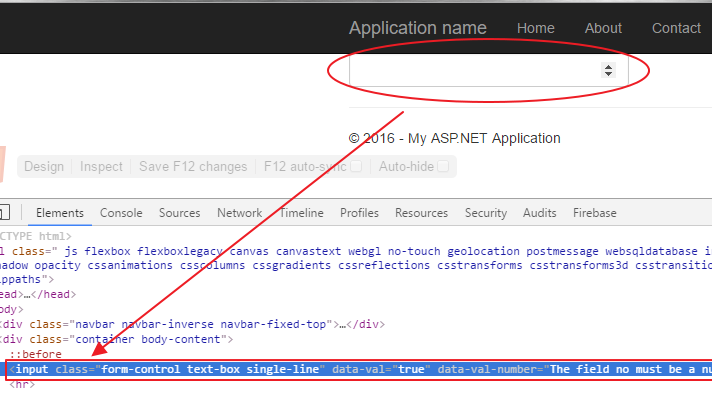 Application name Home About Contact
© 2016 - My ASP.NET Application
Design Inspect Save F12 changes F12 auto-sync Auto-hide
Elements Console Sources Network Timeline Profiles Resources Security Audits Firebase
CTYPE html>
l class=" js flexbox flexboxlegacy canvas canvastext webgl no-touch geolocation postmessage websqldatabase in
hadow opacity cssanimations csscolumns cssgradients cssreflections csstransforms csstransforms3d csstransitio
ippaths">
ead>…</head>
ody>
<div class="navbar navbar-inverse navbar-fixed-top">…</div>
<div class="container body-content">
::before
<input class="form-control text-box single-line" data-val="true" data-val-number="The field no must be a nu
<hr>